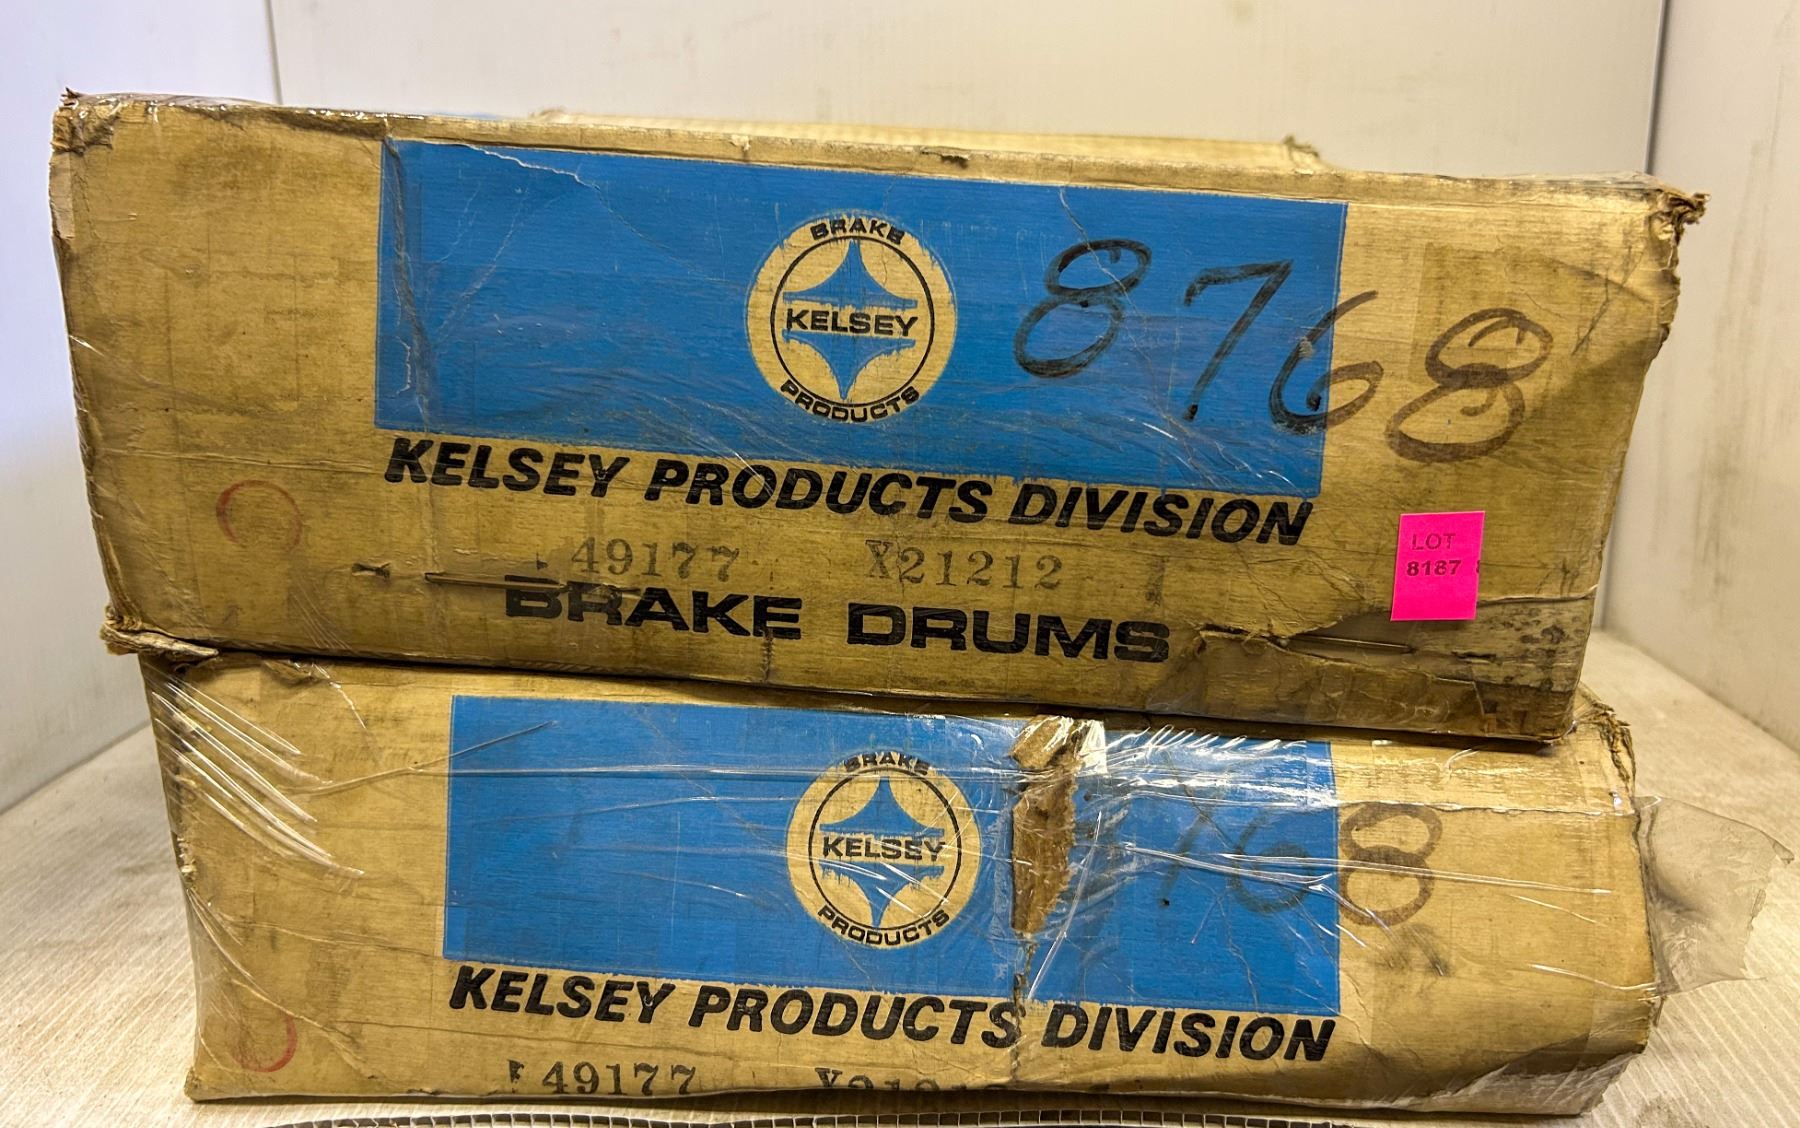 BRAKE
KELSEY
PRODUCTS
8768
KELSEY PRODUCTS DIVISION
49177 X21212
BRAKE DRUMS
LOT
8187
BRAKE
KELSEY
PRODUCTS
768
KELSEY PRODUCTS DIVISION
49177